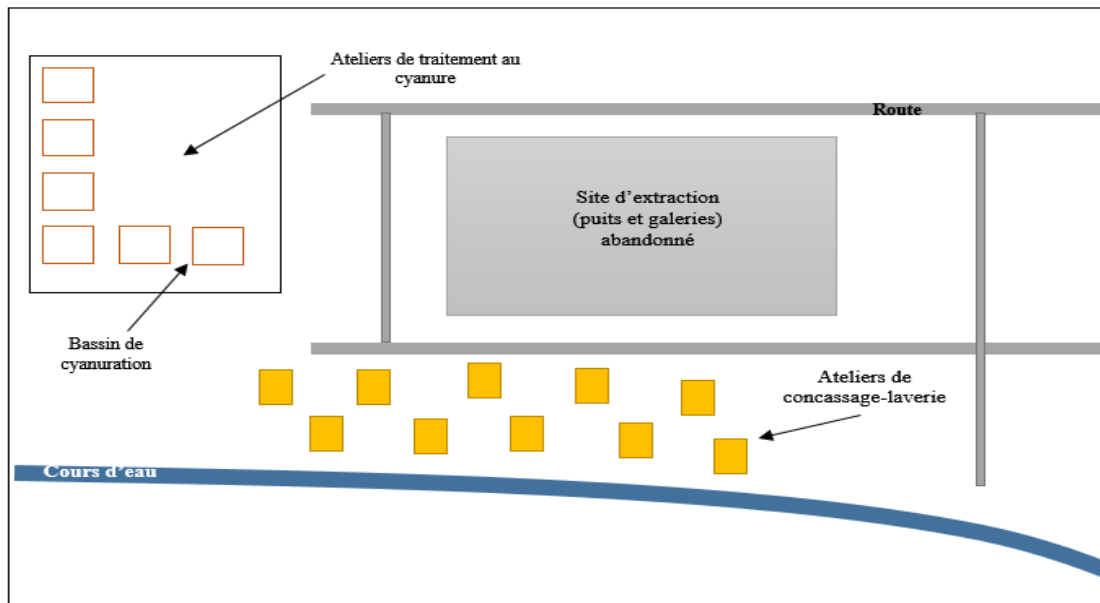 Ateliers de traitement au
cyanure
Route
Site d'extraction
(puits et galeries)
abandonné
Bassin de
cyanuration
Ateliers de
concassage-laverie
Cours d'eau